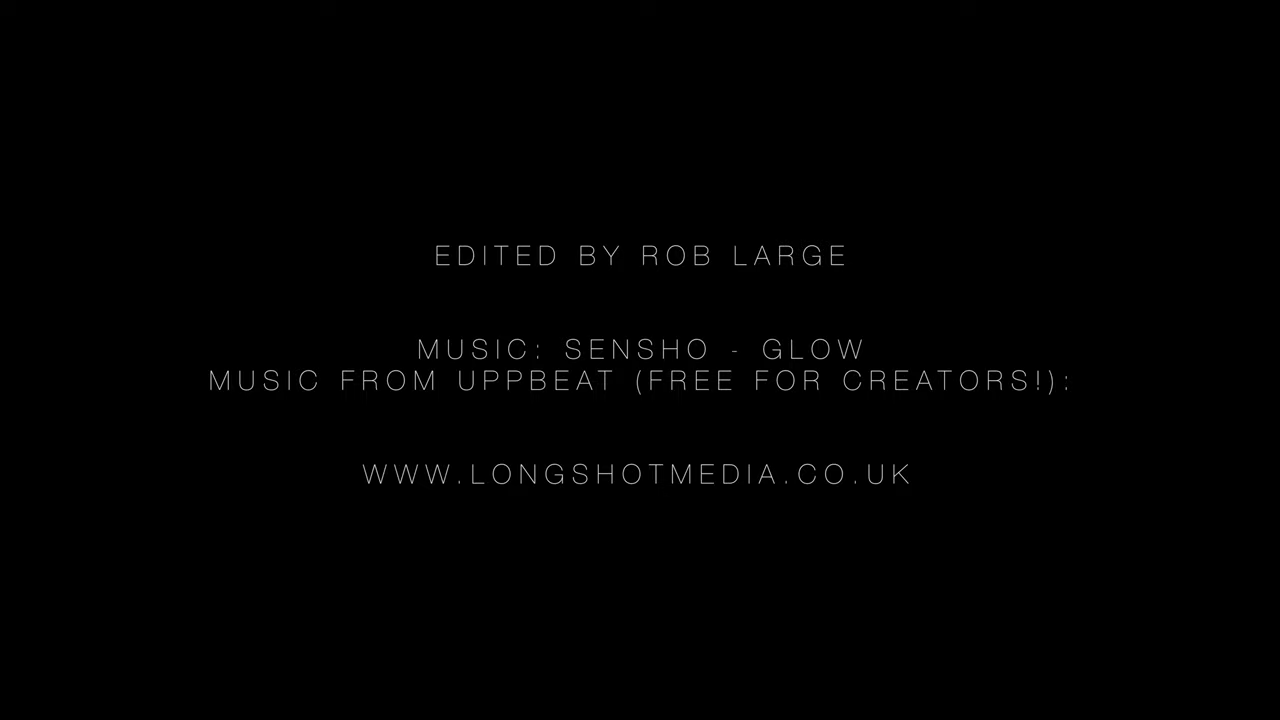 EDITED BY ROB LARGE
MUSIC: SENSHO - GLOW
MUSIC FROM UPPBEAT (FREE FOR CREATORS!):
WWW.LONGSHOTMEDIA.CO.UK